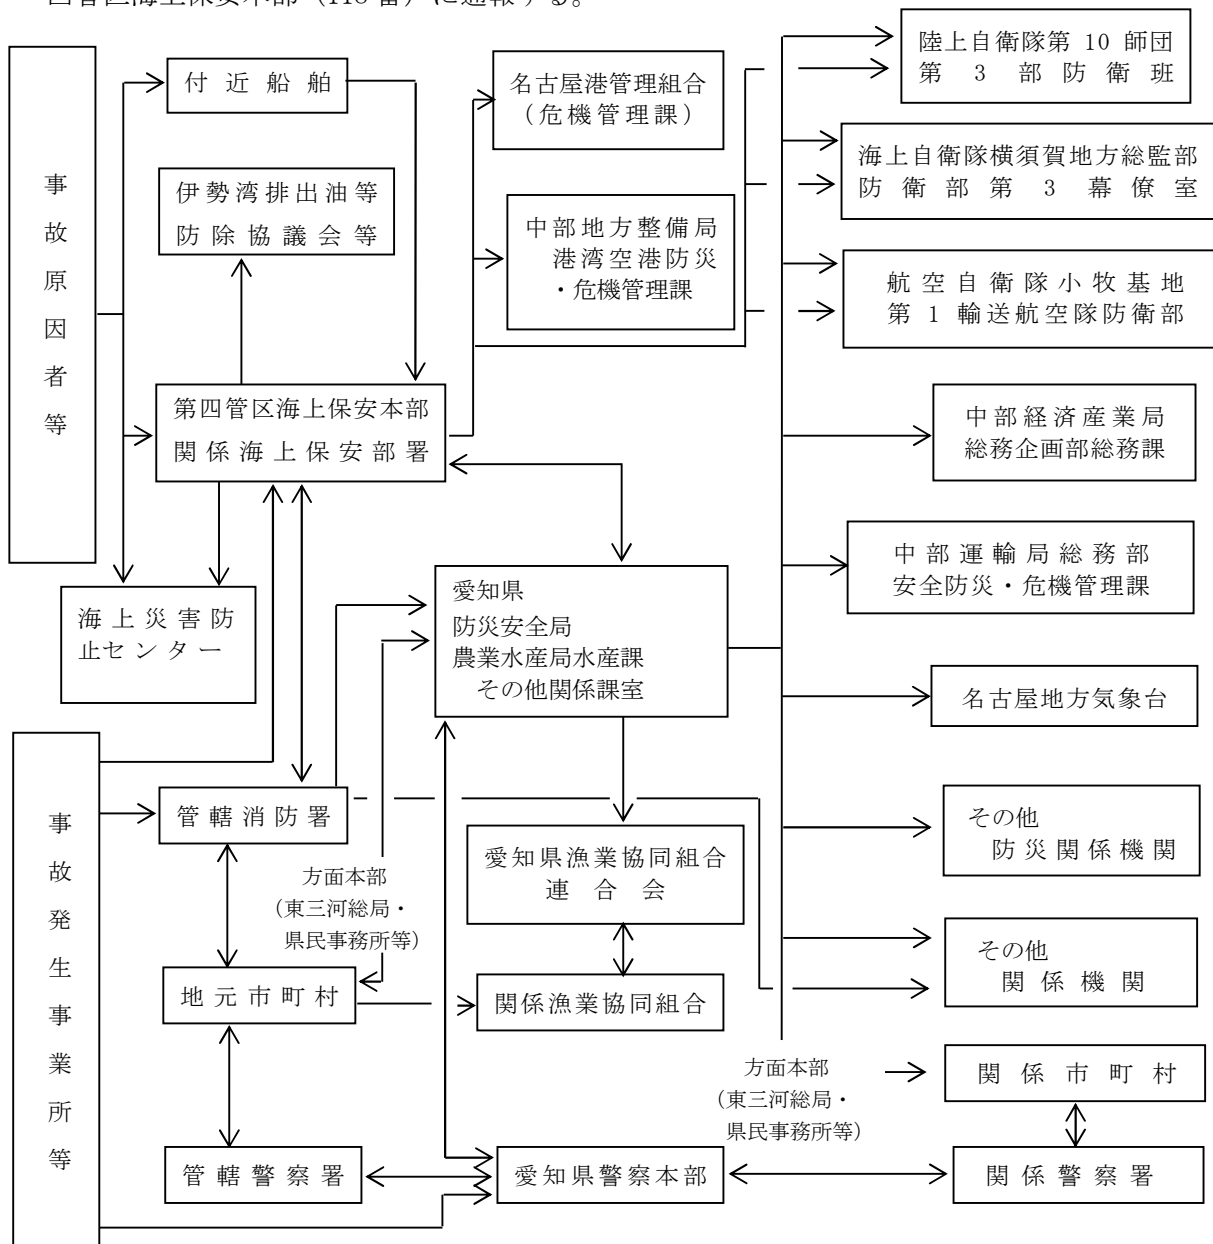 四管区海上保安本部（118番）に通報する。
事故原因者等
付近船舶
伊勢湾排出油等
防除協議会等
第四管区海上保安本部
関係海上保安部署
海上災害防
止センター
名古屋港管理組合
（危機管理課）
中部地方整備局
港湾空港防災
・危機管理課
陸上自衛隊第10師団
第3部防衛班
海上自衛隊横須賀地方総監部
防衛部第3幕僚室
航空自衛隊小牧基地
第1輸送航空隊防衛部
中部経済産業局
総務企画部総務課
中部運輸局総務部
安全防災・危機管理課
愛知県
防災安全局
農業水産局水産課
その他関係課室
名古屋地方気象台
事故発生事業所等
管轄消防署
方面本部
（東三河総局・
県民事務所等）
愛知県漁業協同組合
連合会
その他
防災関係機関
地元市町村
関係漁業協同組合
その他
関係機関
方面本部
（東三河総局・
県民事務所等）
関係市町村
管轄警察署
愛知県警察本部
関係警察署